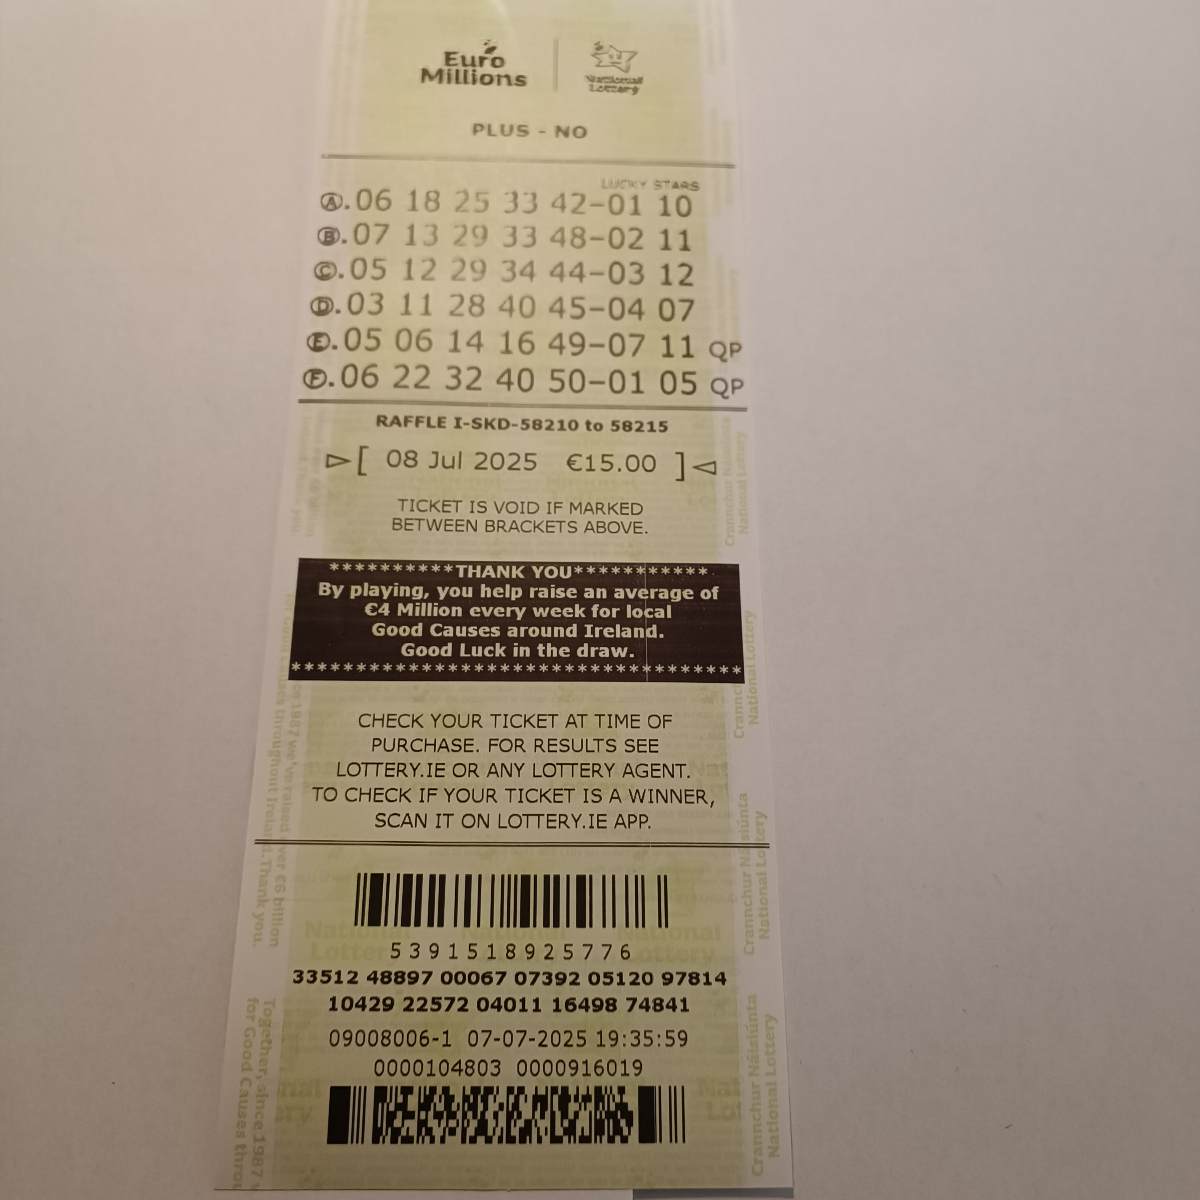 Euro
Millions
National
Lottery
PLUS - NO
LUCKY STARS
A.06 18 25 33 42-01 10
B.07 13 29 33 48-02 11
C.05 12 29 34 44-03 12
D.03 11 28 40 45-04 07
E.05 06 14 16 49-07 11 QP
F.06 22 32 40 50-01 05 QP
RAFFLE I-SKD-58210 to 58215
[ 08 Jul 2025 €15.00 ]
TICKET IS VOID IF MARKED
BETWEEN BRACKETS ABOVE.
**********THANK YOU***********
By playing, you help raise an average of
€4 Million every week for local
Good Causes around Ireland.
Good Luck in the draw.
***********************************
CHECK YOUR TICKET AT TIME OF
PURCHASE. FOR RESULTS SEE
LOTTERY.IE OR ANY LOTTERY AGENT.
TO CHECK IF YOUR TICKET IS A WINNER,
SCAN IT ON LOTTERY.IE APP.
5391518925776
33512 48897 00067 07392 05120 97814
10429 22572 04011 16498 74841
09008006-1 07-07-2025 19:35:59
0000104803 0000916019
Crannchur Náisiúnta
National Lottery